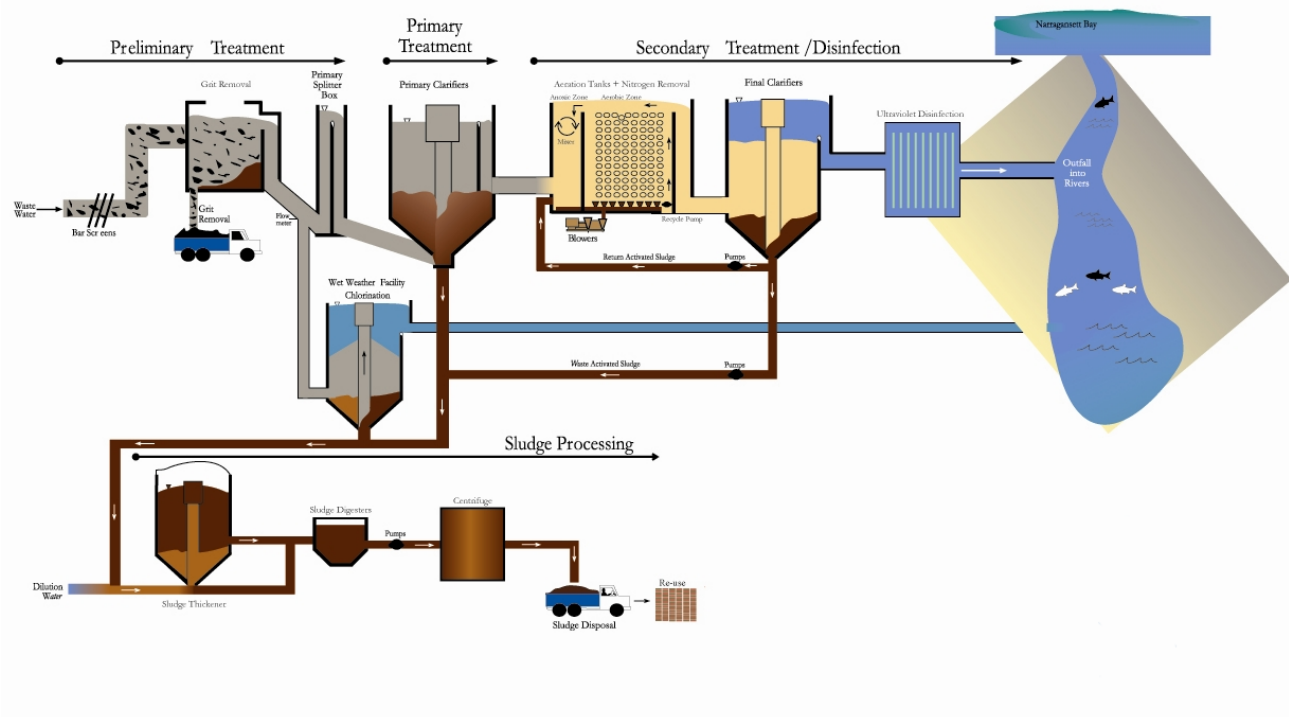 Narragansett Bay
Primary
Treatment
Preliminary Treatment
Secondary Treatment /Disinfection
Grit Removal
Primary
Splitter
Box
Primary Clarifiers
Aeration Tanks + Nitrogen Removal
Anoxic Zone
Aerobic Zone
Final Clarifiers
Ultraviolet Disinfection
Mixer
Outfall
into
Rivers
Waste
Water
Bar Scr eens
Grit
Removal
Flow
meter
Recycle Pump
Blowers
Return Activated Sludge
Pumps
Wet Weather Facility
Chlorination
Waste Activated Sludge
Pumps
Sludge Processing
Centrifuge
Sludge Digesters
Pumps
Dilution
Water
Sludge Thickener
Re-use
Sludge Disposal